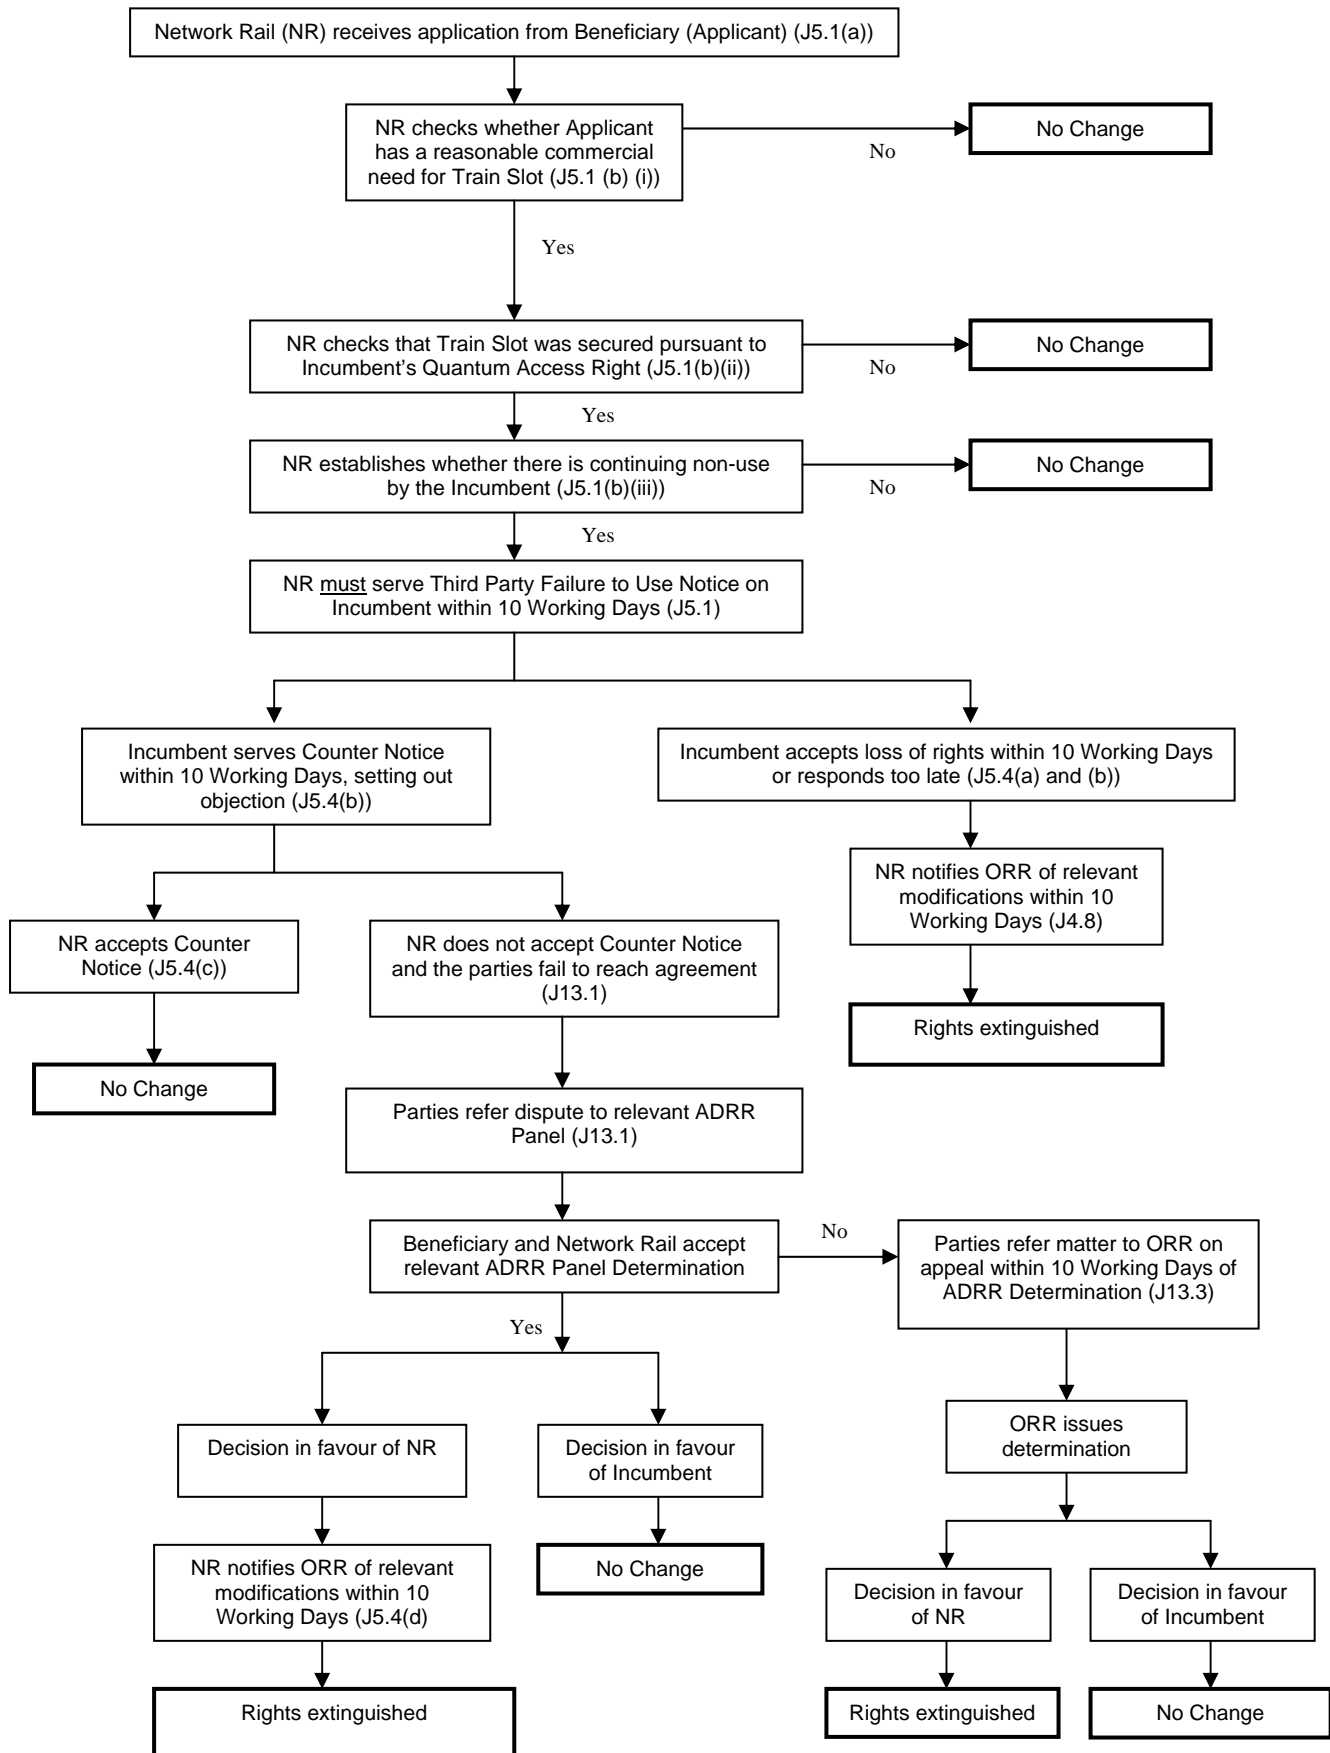 Network Rail (NR) receives application from Beneficiary (Applicant) (J5.1(a))
NR checks whether Applicant
has a reasonable commercial
need for Train Slot (J5.1 (b) (i))
No
No Change
Yes
NR checks that Train Slot was secured pursuant to
Incumbent's Quantum Access Right (J5.1(b)(ii))
No
No Change
Yes
NR establishes whether there is continuing non-use
by the Incumbent (J5.1(b)(iii))
No
No Change
Yes
NR must serve Third Party Failure to Use Notice on
Incumbent within 10 Working Days (J5.1)
Incumbent serves Counter Notice
within 10 Working Days, setting out
objection (J5.4(b))
Incumbent accepts loss of rights within 10 Working Days
or responds too late (J5.4(a) and (b))
NR notifies ORR of relevant
modifications within 10
Working Days (J4.8)
Rights extinguished
NR accepts Counter
Notice (J5.4(c))
No Change
NR does not accept Counter Notice
and the parties fail to reach agreement
(J13.1)
Parties refer dispute to relevant ADRR
Panel (J13.1)
Beneficiary and Network Rail accept
relevant ADRR Panel Determination
No
Parties refer matter to ORR on
appeal within 10 Working Days of
ADRR Determination (J13.3)
Yes
Decision in favour of NR
Decision in favour
of Incumbent
NR notifies ORR of relevant
modifications within 10
Working Days (J5.4(d)
No Change
Rights extinguished
ORR issues
determination
Decision in favour
of NR
Decision in favour
of Incumbent
Rights extinguished
No Change